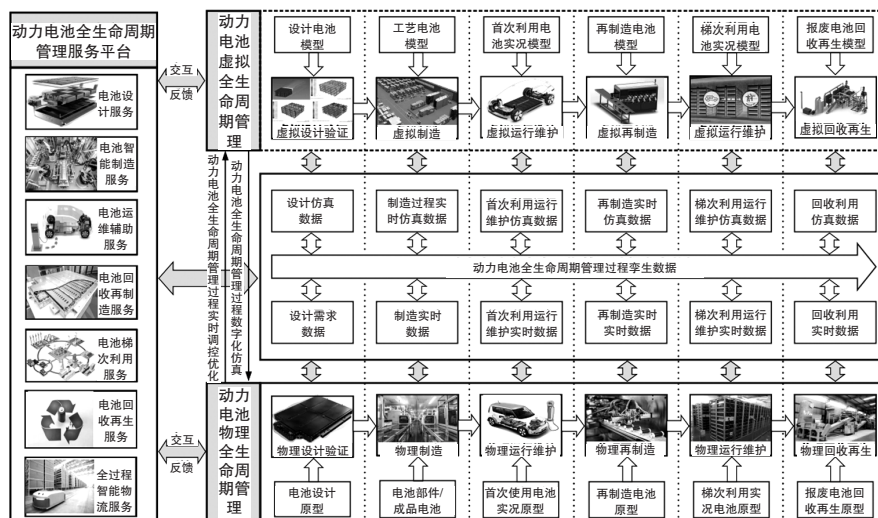 动力电池全生命周期
管理服务平台
电池设
计服务
电池智
能制造
服务
电池运
维辅助
服务
电池回
收再制
造服务
电池梯
次利用
服务
电池回
收再生
服务
全过程
智能物
流服务
交互
反馈
交互
反馈
动力
电池
虚拟
全生
命周
期管
理
设计电池
模型
工艺电池
模型
首次利用电
池实况模型
再制造电池
模型
梯次利用电
池实况模型
报废电池回
收再生模型
虚拟设计验证
虚拟制造
虚拟运行维护
虚拟再制造
虚拟运行维护
虚拟回收再生
动力电池全生命周期管理过程实时调控优化
动力电池全生命周期管理过程数字化仿真
设计仿真
数据
制造过程实
时仿真数据
首次利用运行
维护仿真数据
再制造实时
仿真数据
梯次利用运行
维护仿真数据
回收利用
仿真数据
动力电池全生命周期管理过程孪生数据
设计需求
数据
制造实时
数据
首次利用运行
维护实时数据
再制造实时
实时数据
梯次利用运行
维护实时数据
回收利用
实时数据
动力
电池
物理
全生
命周
期管
理
物理设计验证
物理制造
物理运行维护
物理再制造
物理运行维护
物理回收再生
电池设计
原型
电池部件/
成品电池
首次使用电池
实况原型
再制造电池
原型
梯次利用实
况电池原型
报废电池回
收再生原型